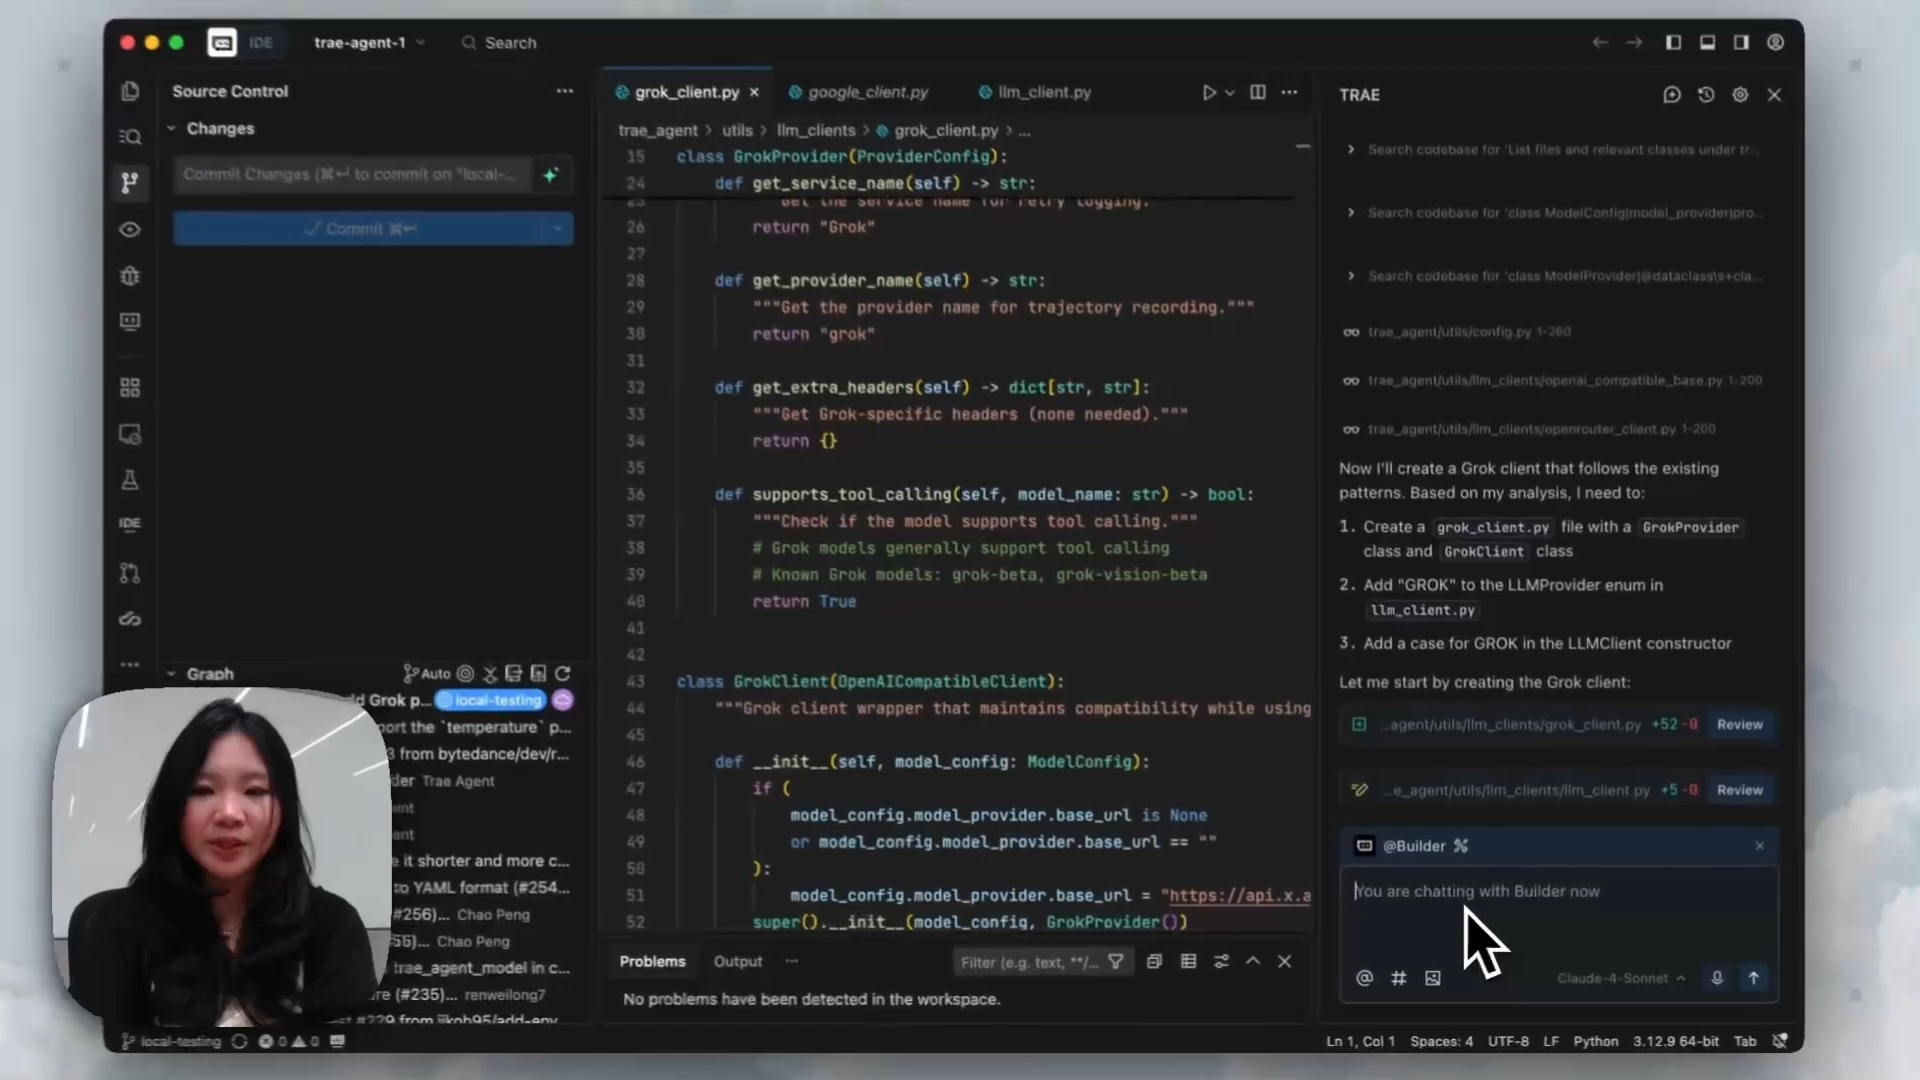 IDE
trae-agent-1
Search
Source Control
Changes
Commit Changes (⌘↵ to commit on "local-...
Commit ⌘↵
IDE
Graph
Auto
d Grok p... local-testing
port the `temperature` p...
3 from bytedance/dev/r...
der Trae Agent
e it shorter and more c...
to YAML format (#254...
#256)... Chao Peng
Chao Peng
trae_agent_model in c...
(#235)... renweilong7
local-testing
0
0
grok_client.py
google_client.py
llm_client.py
trae_agent > utils > llm_clients > grok_client.py > ...
15 class GrokProvider(ProviderConfig):
24 def get_service_name(self) -> str:
25 """Get the service name for retry logging.
26 return "Grok"
27
28 def get_provider_name(self) -> str:
29 """Get the provider name for trajectory recording."""
30 return "grok"
31
32 def get_extra_headers(self) -> dict[str, str]:
33 """Get Grok-specific headers (none needed)."""
34 return {}
35
36 def supports_tool_calling(self, model_name: str) -> bool:
37 """Check if the model supports tool calling."""
38 # Grok models generally support tool calling
39 # Known Grok models: grok-beta, grok-vision-beta
40 return True
41
42
43 class GrokClient(OpenAICompatibleClient):
44 """Grok client wrapper that maintains compatibility while using
45
46 def __init__(self, model_config: ModelConfig):
47 if (
48 model_config.model_provider.base_url is None
49 or model_config.model_provider.base_url == ""
50 ):
51 model_config.model_provider.base_url = "https://api.x.a
52 super().__init__(model_config, GrokProvider())
Problems
Output
Filter (e.g. text, **/...
No problems have been detected in the workspace.
TRAE
Search codebase for 'List files and relevant classes under tr...
Search codebase for 'class ModelConfig|model_provider|pro...
Search codebase for 'class ModelProvider|@dataclass\s+cla...
trae_agent/utils/config.py 1-260
trae_agent/utils/llm_clients/openai_compatible_base.py 1-200
trae_agent/utils/llm_clients/openrouter_client.py 1-200
Now I'll create a Grok client that follows the existing
patterns. Based on my analysis, I need to:
1. Create a grok_client.py file with a GrokProvider
class and GrokClient class
2. Add "GROK" to the LLMProvider enum in
llm_client.py
3. Add a case for GROK in the LLMClient constructor
Let me start by creating the Grok client:
...agent/utils/llm_clients/grok_client.py +52 -0 Review
...e_agent/utils/llm_clients/llm_client.py +5 -0 Review
@Builder
You are chatting with Builder now
Claude-4-Sonnet
Ln 1, Col 1 Spaces: 4 UTF-8 LF Python 3.12.9 64-bit Tab